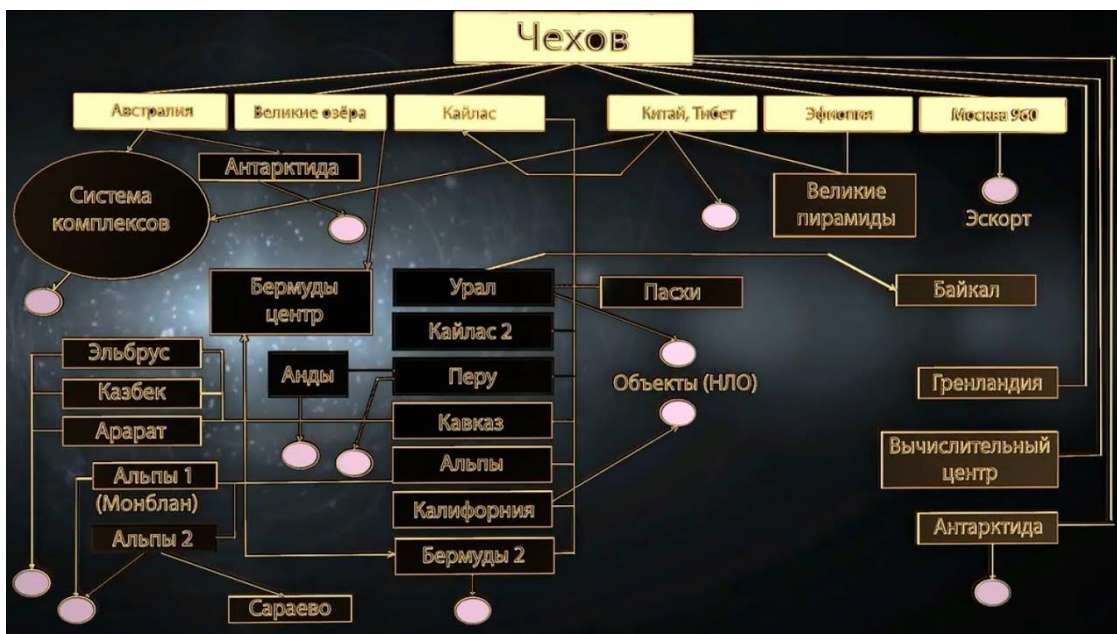 Чехов
Австралия
Великие озёра
Кайлас
Китай, Тибет
Эфиопия
Москва 960
Антарктида
Система
комплексов
Великие
пирамиды
Эскорт
Бермуды
центр
Урал
Пасхи
Байкал
Кайлас 2
Эльбрус
Анды
Перу
Объекты (НЛО)
Гренландия
Казбек
Арарат
Кавказ
Вычислительный
центр
Альпы
Альпы 1
(Монблан)
Калифорния
Альпы 2
Антарктида
Бермуды 2
Сараево